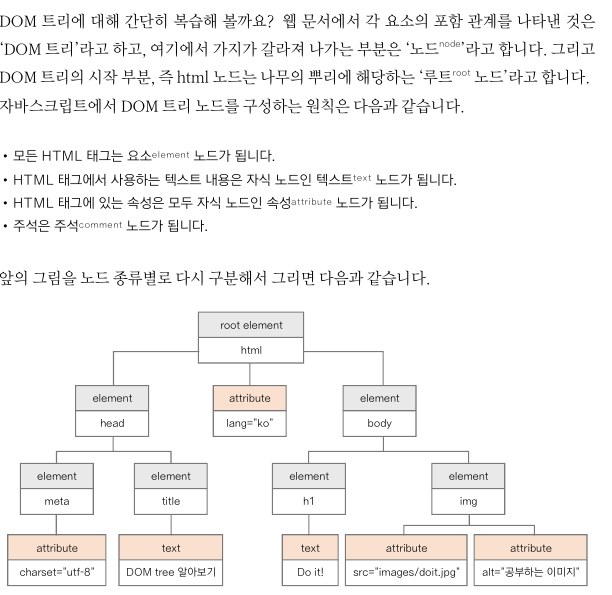 DOM 트리에 대해 간단히 복습해 볼까요? 웹 문서에서 각 요소의 포함 관계를 나타낸 것은
‘DOM 트리’라고 하고, 여기에서 가지가 갈라져 나가는 부분은 ‘노드node’라고 합니다. 그리고
DOM 트리의 시작 부분, 즉 html 노드는 나무의 뿌리에 해당하는 ‘루트root 노드’라고 합니다.
자바스크립트에서 DOM 트리 노드를 구성하는 원칙은 다음과 같습니다.
• 모든 HTML 태그는 요소element 노드가 됩니다.
• HTML 태그에서 사용하는 텍스트 내용은 자식 노드인 텍스트text 노드가 됩니다.
• HTML 태그에 있는 속성은 모두 자식 노드인 속성attribute 노드가 됩니다.
• 주석은 주석comment 노드가 됩니다.
앞의 그림을 노드 종류별로 다시 구분해서 그리면 다음과 같습니다.
root element
html
element attribute element
head lang="ko" body
element element element element
meta title h1 img
attribute text text attribute attribute
charset="utf-8" DOM tree 알아보기 Do it! src="images/doit.jpg" alt="공부하는 이미지"